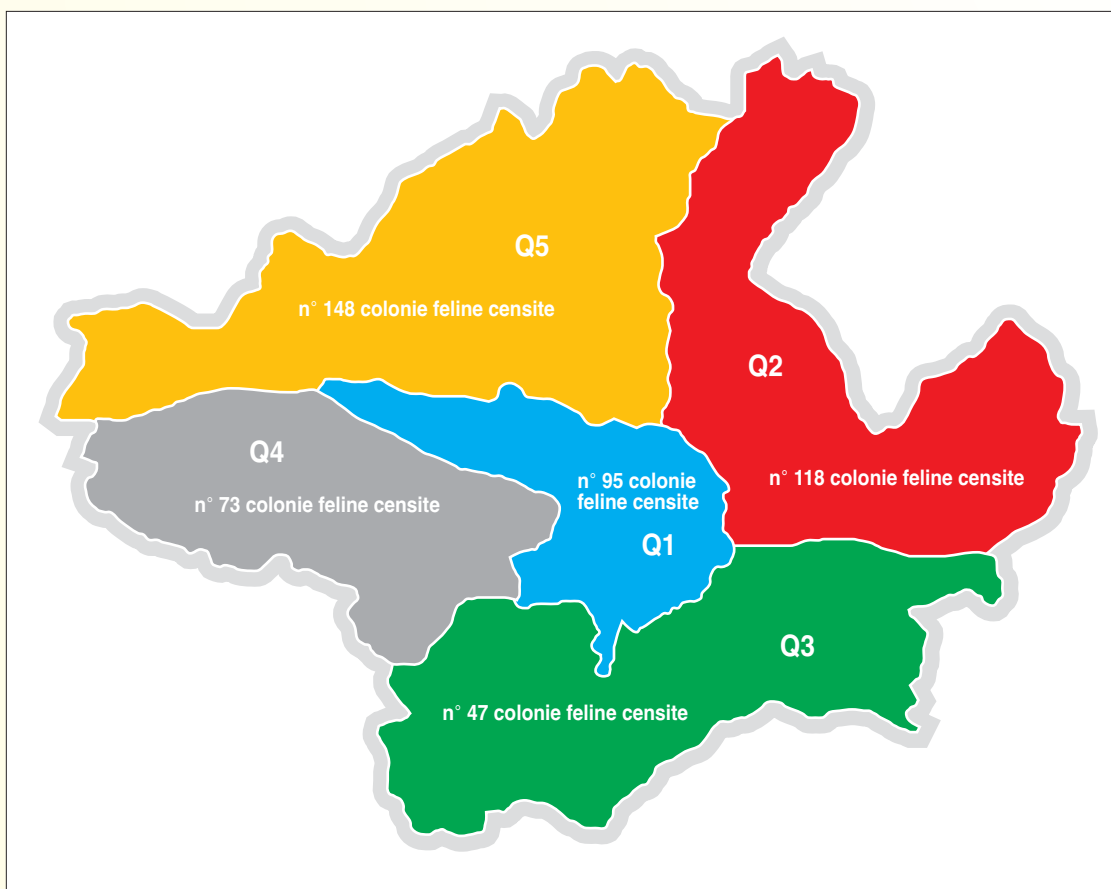 Q5
n° 148 colonie feline censite
Q2
n° 118 colonie feline censite
Q4
n° 73 colonie feline censite
n° 95 colonie
feline censite
Q1
Q3
n° 47 colonie feline censite